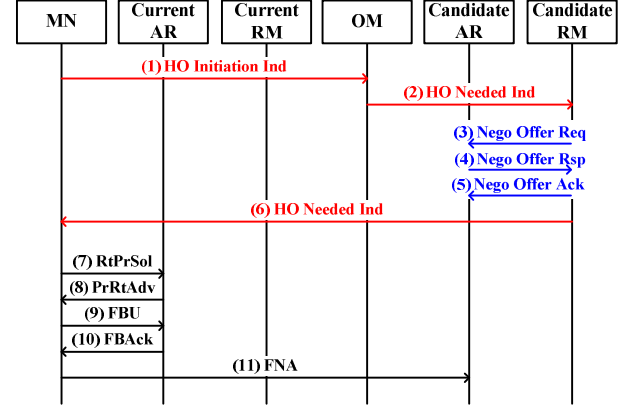 MN
Current
AR
Current
RM
OM
Candidate
AR
Candidate
RM
(1) HO Initiation Ind
(2) HO Needed Ind
(3) Nego Offer Req
(4) Nego Offer Rsp
(5) Nego Offer Ack
(6) HO Needed Ind
(7) RtPrSol
(8) PrRtAdv
(9) FBU
(10) FBAck
(11) FNA